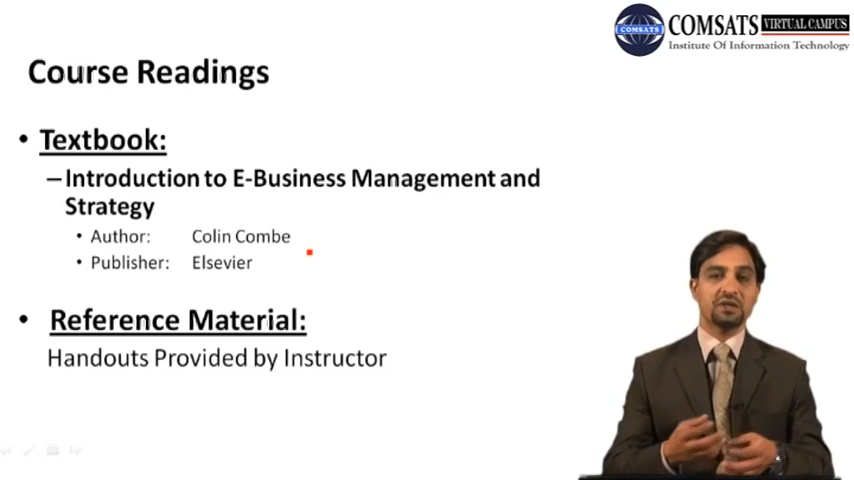 COMSATS VIRTUAL CAMPUS
COMSATS
Institute Of Information Technology
Course Readings
• Textbook:
– Introduction to E-Business Management and
Strategy
• Author: Colin Combe
• Publisher: Elsevier
• Reference Material:
Handouts Provided by Instructor